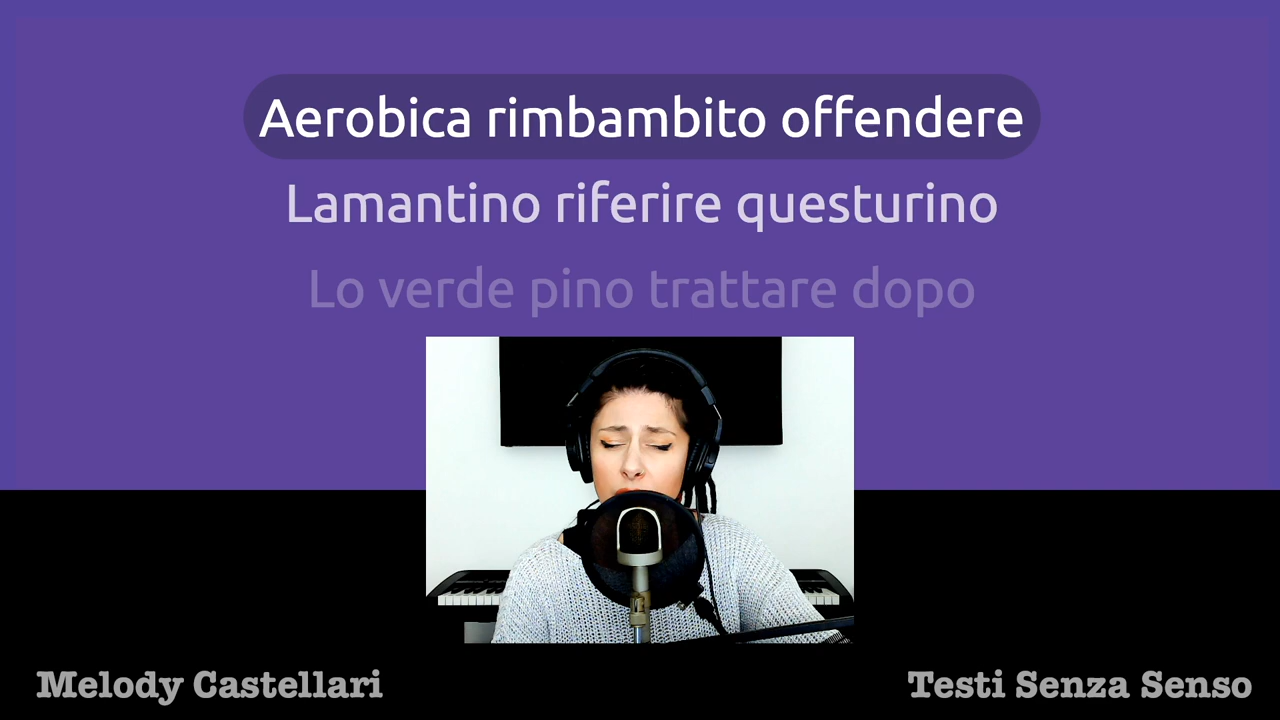 Aerobica rimbambito offendere
Lamantino riferire questurino
Lo verde pino trattare dopo
Melody Castellari
Testi Senza Senso